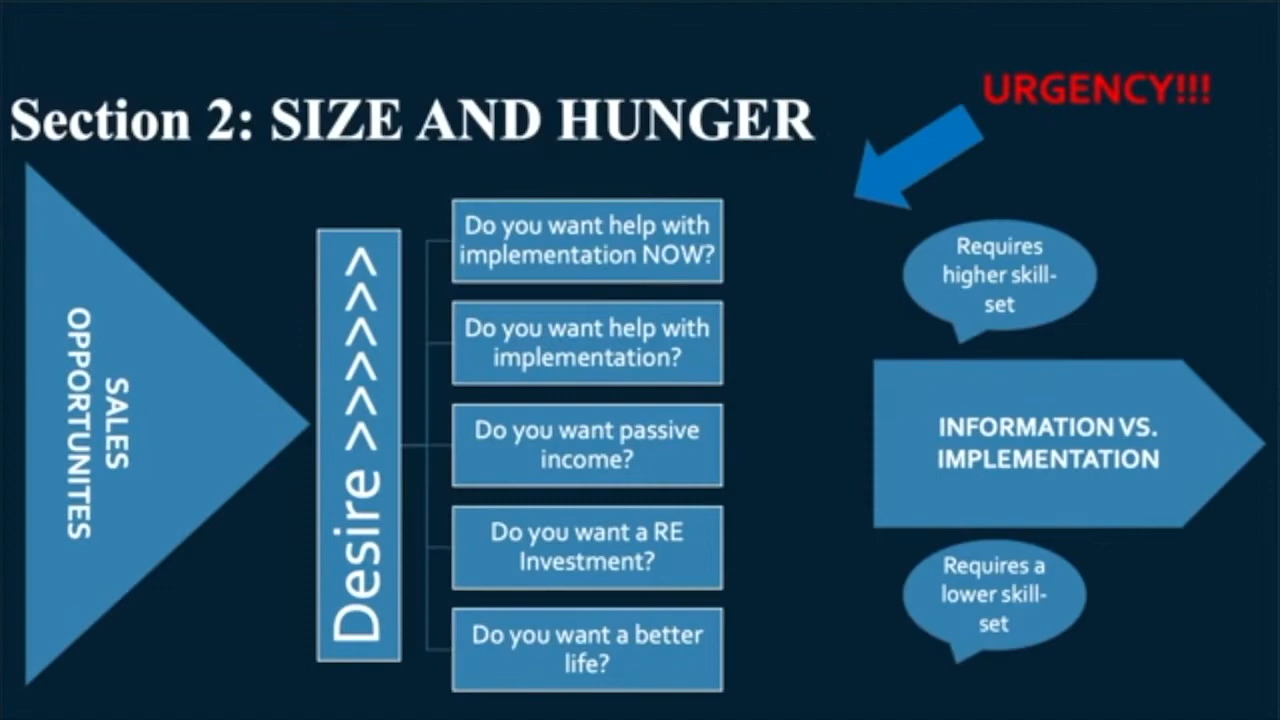 URGENCY!!!
Section 2: SIZE AND HUNGER
SALES
OPPORTUNITES
Desire >>>>>>>
Do you want help with
implementation NOW?
Do you want help with
implementation?
Do you want passive
income?
Do you want a RE
Investment?
Do you want a better
life?
Requires
higher skill-
set
INFORMATION VS.
IMPLEMENTATION
Requires a
lower skill-
set